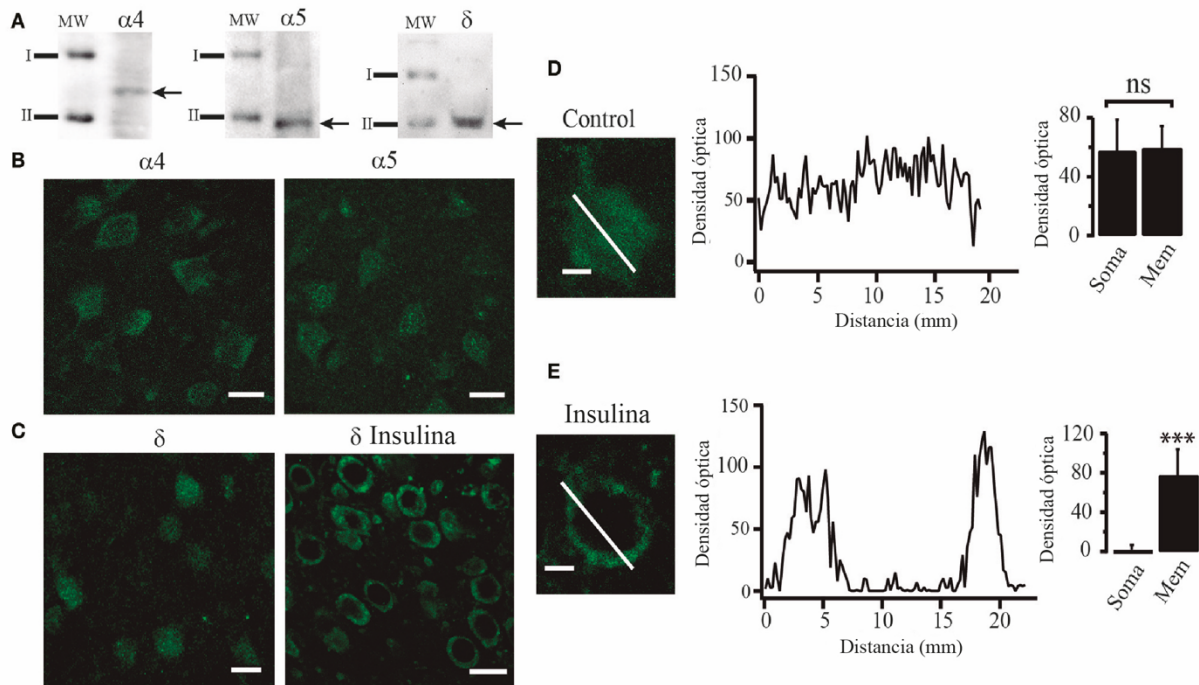 A
MW α4
I
II
MW α5
I
II
MW δ
I
II
B
α4 α5
C
δ δ Insulina
D
Control
Densidad óptica
150
100
50
0
0 5 10 15 20
Distancia (mm)
ns
Densidad óptica
80
60
40
0
Soma Mem
E
Insulina
Densidad óptica
150
100
50
0
0 5 10 15 20
Distancia (mm)
***
Densidad óptica
120
80
40
0
Soma Mem